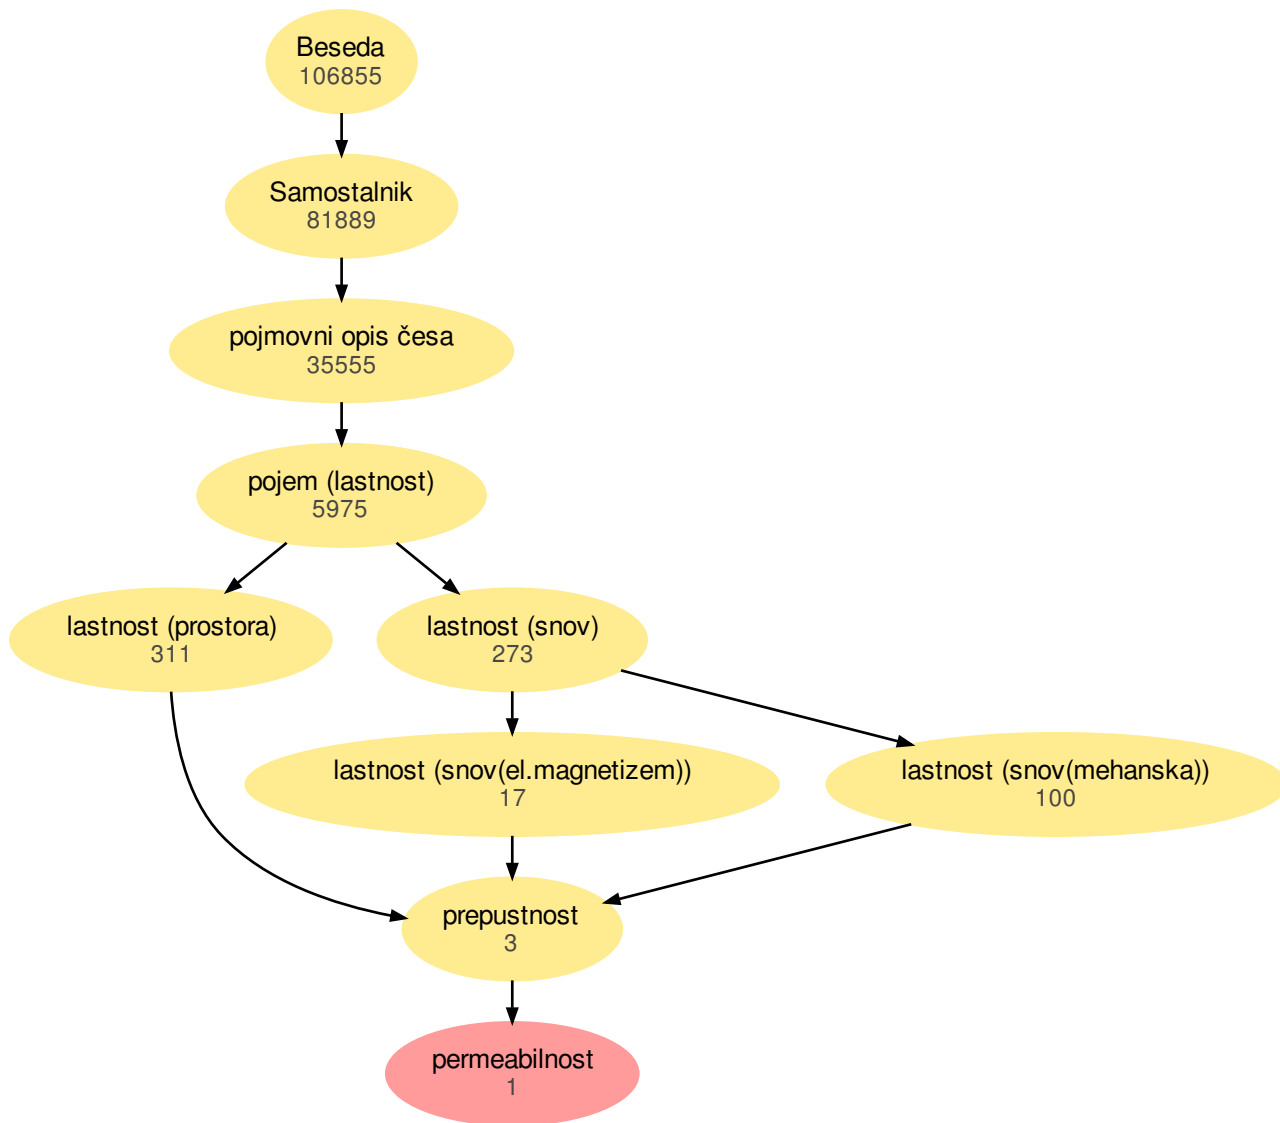 Beseda
106855
Samostalnik
81889
pojmovni opis česa
35555
pojem (lastnost)
5975
lastnost (prostora)
311
lastnost (snov)
273
lastnost (snov(el.magnetizem))
17
lastnost (snov(mehanska))
100
prepustnost
3
permeabilnost
1